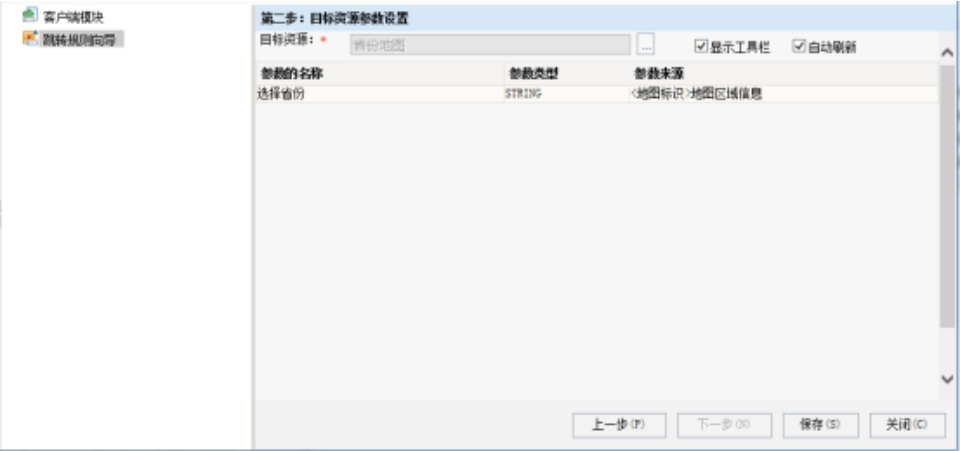 客户端模块
跳转规则向导
第二步：目标资源参数设置
目标资源：* 省份地图 ... 显示工具栏 自动刷新
参数的名称 参数类型 参数来源
选择省份 STRING <地图标识>地图区域信息
上一步(P) 下一步(N) 保存(S) 关闭(C)